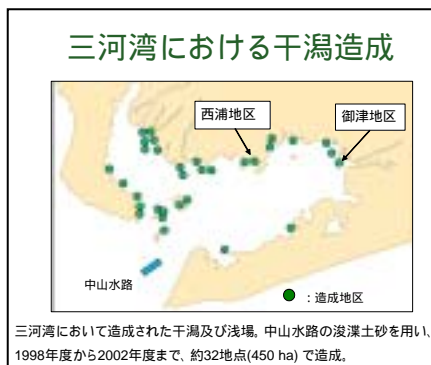 三河湾における干潟造成
西浦地区
御津地区
中山水路
：造成地区
三河湾において造成された干潟及び浅場。中山水路の浚渫土砂を用い、
1998年度から2002年度まで、約32地点(450 ha) で造成。